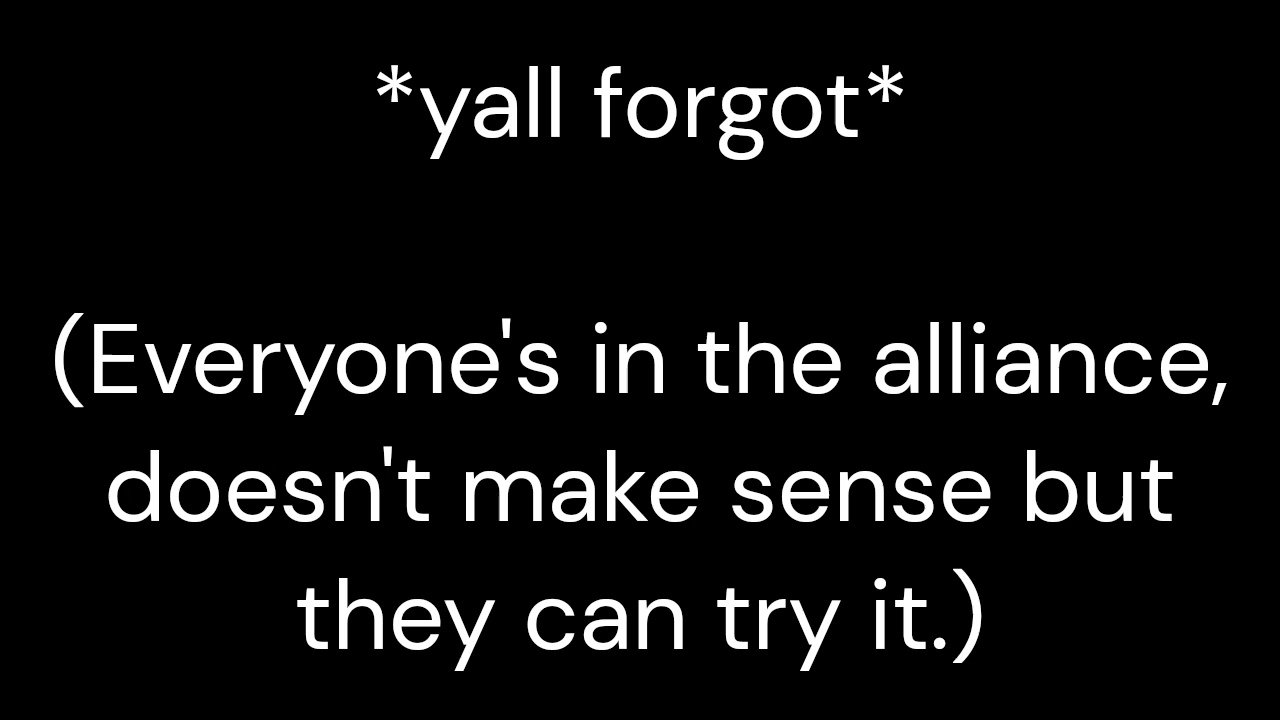 *yall forgot*
(Everyone's in the alliance,
doesn't make sense but
they can try it.)